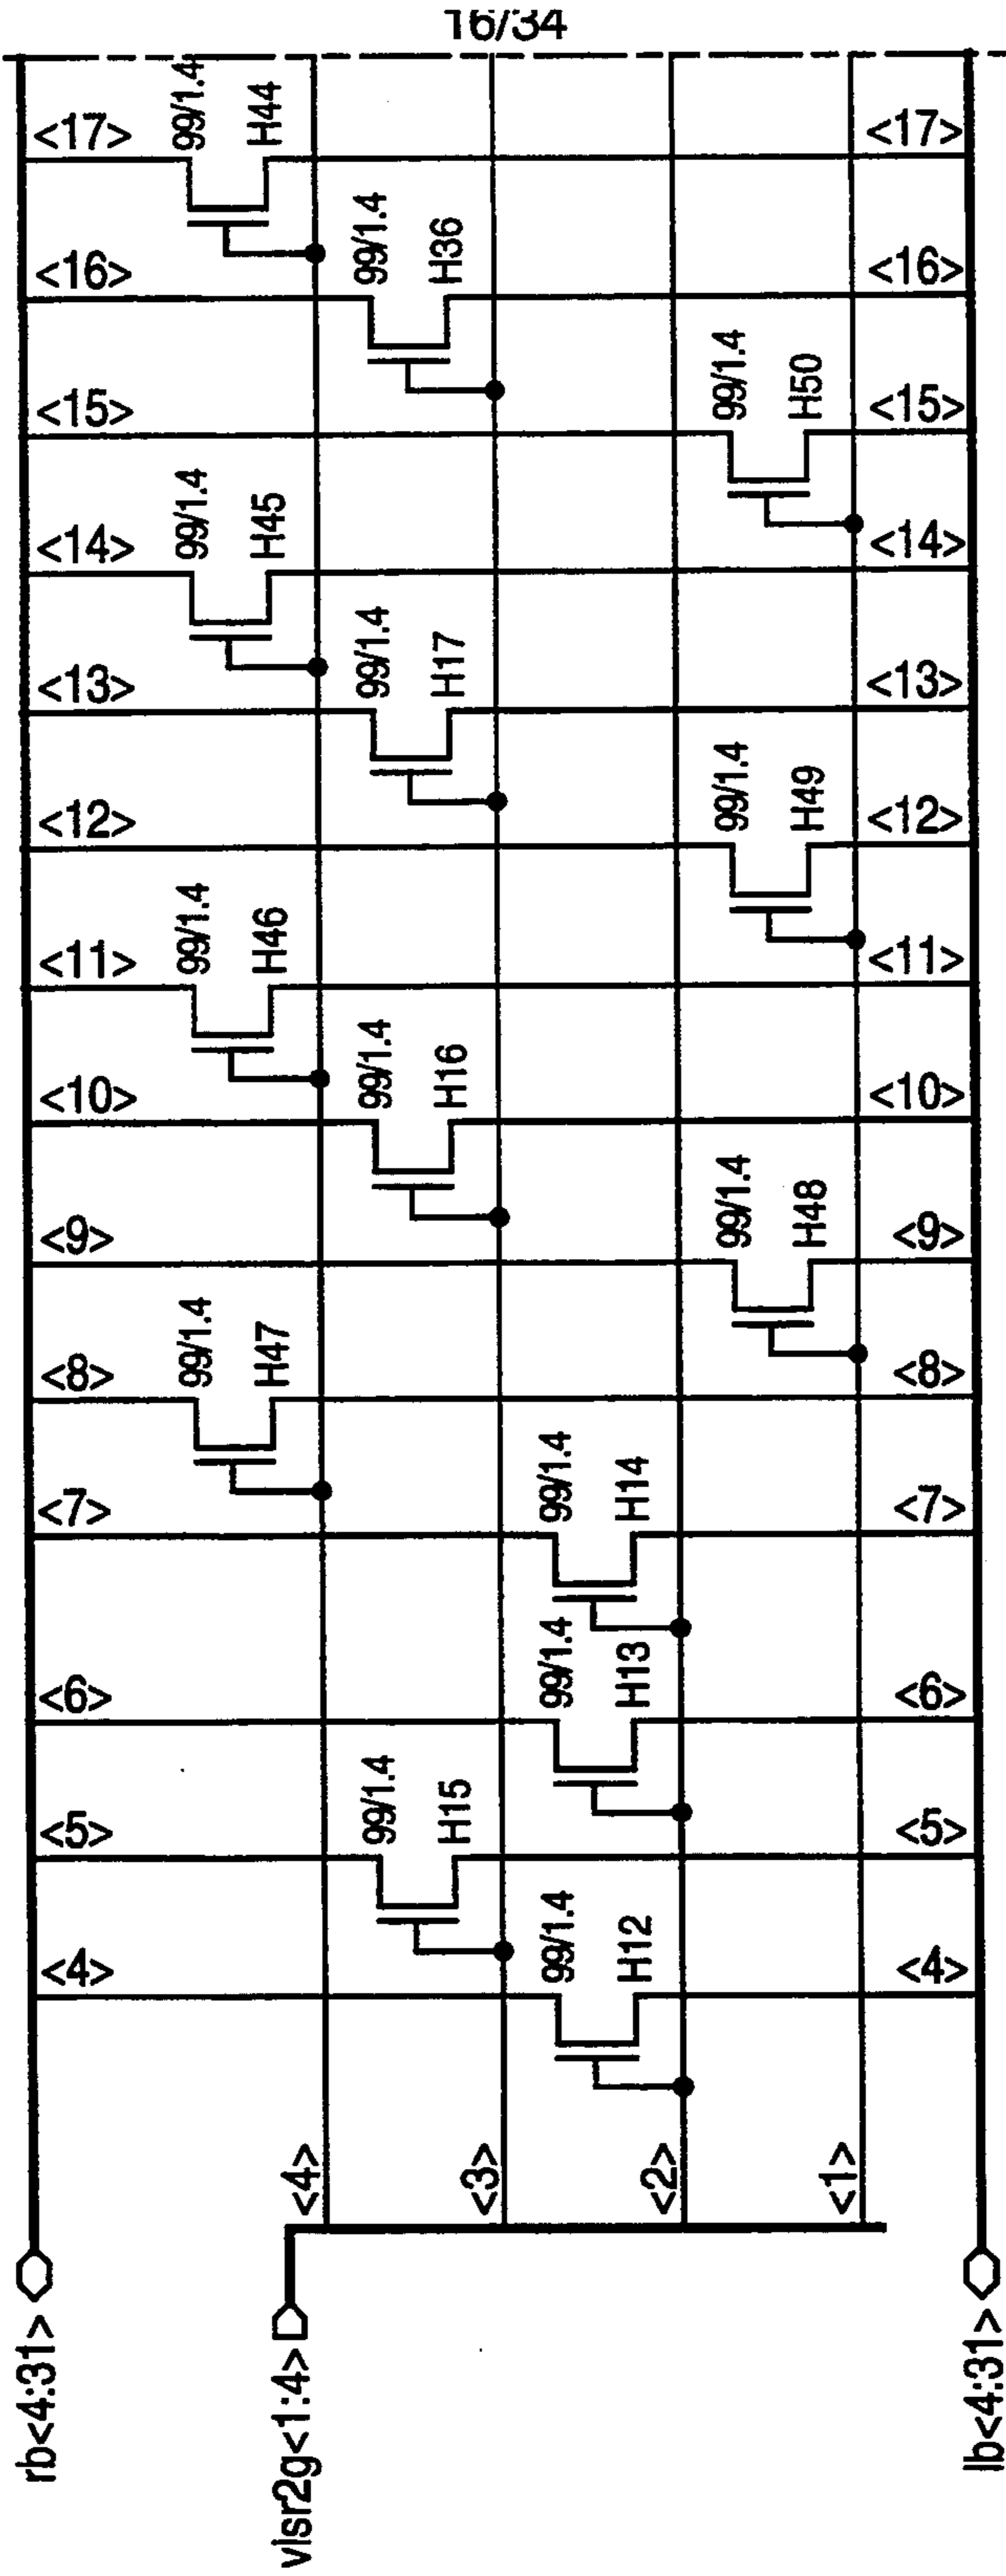 16/34
rb<4:31>
<4>
<5>
<6>
<7>
<8>
<9>
<10>
<11>
<12>
<13>
<14>
<15>
<16>
<17>
99/1.4
H47
99/1.4
H46
99/1.4
H45
99/1.4
H44
vlsr2g<1:4>
<4>
99/1.4
H15
99/1.4
H16
99/1.4
H17
99/1.4
H36
<3>
99/1.4
H12
99/1.4
H13
99/1.4
H14
<2>
99/1.4
H48
99/1.4
H49
99/1.4
H50
<1>
<4>
<5>
<6>
<7>
<8>
<9>
<10>
<11>
<12>
<13>
<14>
<15>
<16>
<17>
lb<4:31>